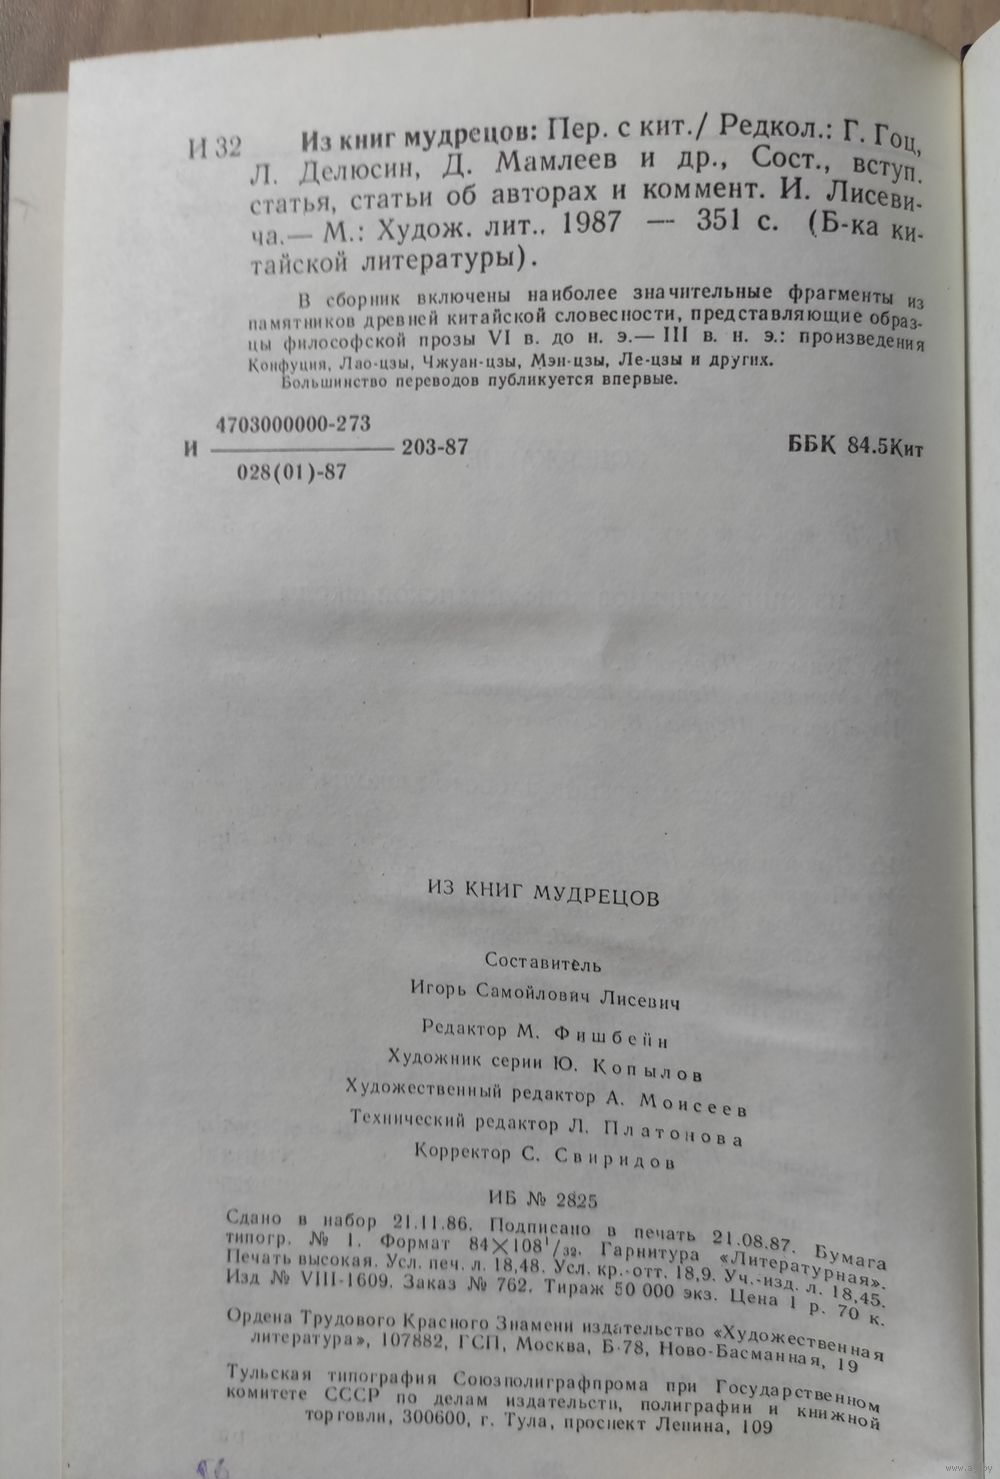 И 32 Из книг мудрецов: Пер. с кит./ Редкол.: Г. Гоц,
Л. Делюсин, Д. Мамлеев и др., Сост., вступ.
статья, статьи об авторах и коммент. И. Лисеви-
ча.— М.: Худож. лит.. 1987 — 351 с. (Б-ка ки-
тайской литературы).
В сборник включены наиболее значительные фрагменты из
памятников древней китайской словесности, представляющие образ-
цы философской прозы VI в. до н. э.— III в. н. э.: произведения
Конфуция, Лао-цзы, Чжуан-цзы, Мэн-цзы, Ле-цзы и других.
Большинство переводов публикуется впервые.
4703000000-273
И 203-87 ББК 84.5Кит
028(01)-87
ИЗ КНИГ МУДРЕЦОВ
Составитель
Игорь Самойлович Лисевич
Редактор М. Фишбейн
Художник серии Ю. Копылов
Художественный редактор А. Моисеев
Технический редактор Л. Платонова
Корректор С. Свиридов
ИБ № 2825
Сдано в набор 21.11.86. Подписано в печать 21.08.87. Бумага
типогр. № 1. Формат 84×108¹/₃₂. Гарнитура «Литературная».
Печать высокая. Усл. печ. л. 18,48. Усл. кр.-отт. 18,9. Уч.-изд. л. 18,45.
Изд № VIII-1609. Заказ № 762. Тираж 50 000 экз. Цена 1 р. 70 к.
Ордена Трудового Красного Знамени издательство «Художественная
литература», 107882, ГСП, Москва, Б-78, Ново-Басманная, 19
Тульская типография Союзполиграфпрома при Государственном
комитете СССР по делам издательств, полиграфии и книжной
торговли, 300600, г. Тула, проспект Ленина, 109